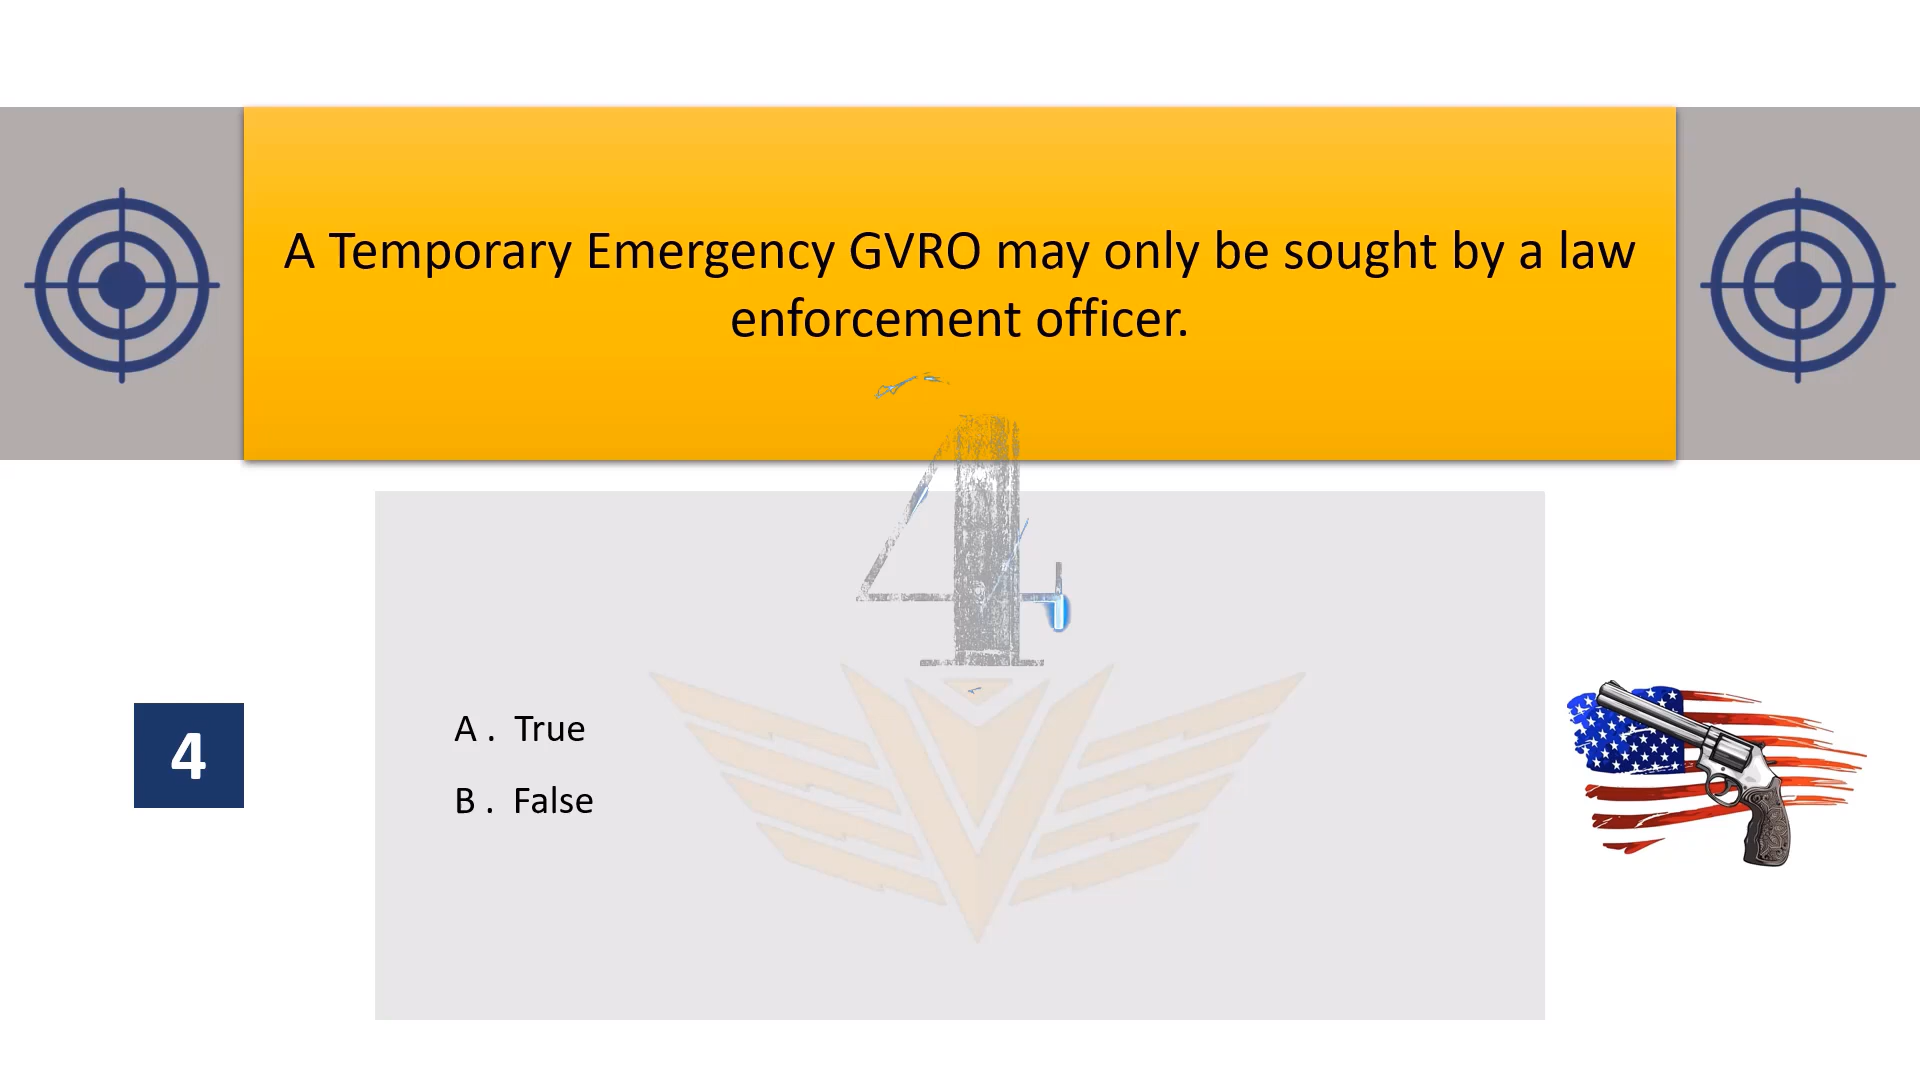 A Temporary Emergency GVRO may only be sought by a law
enforcement officer.
4
4
A . True
B . False